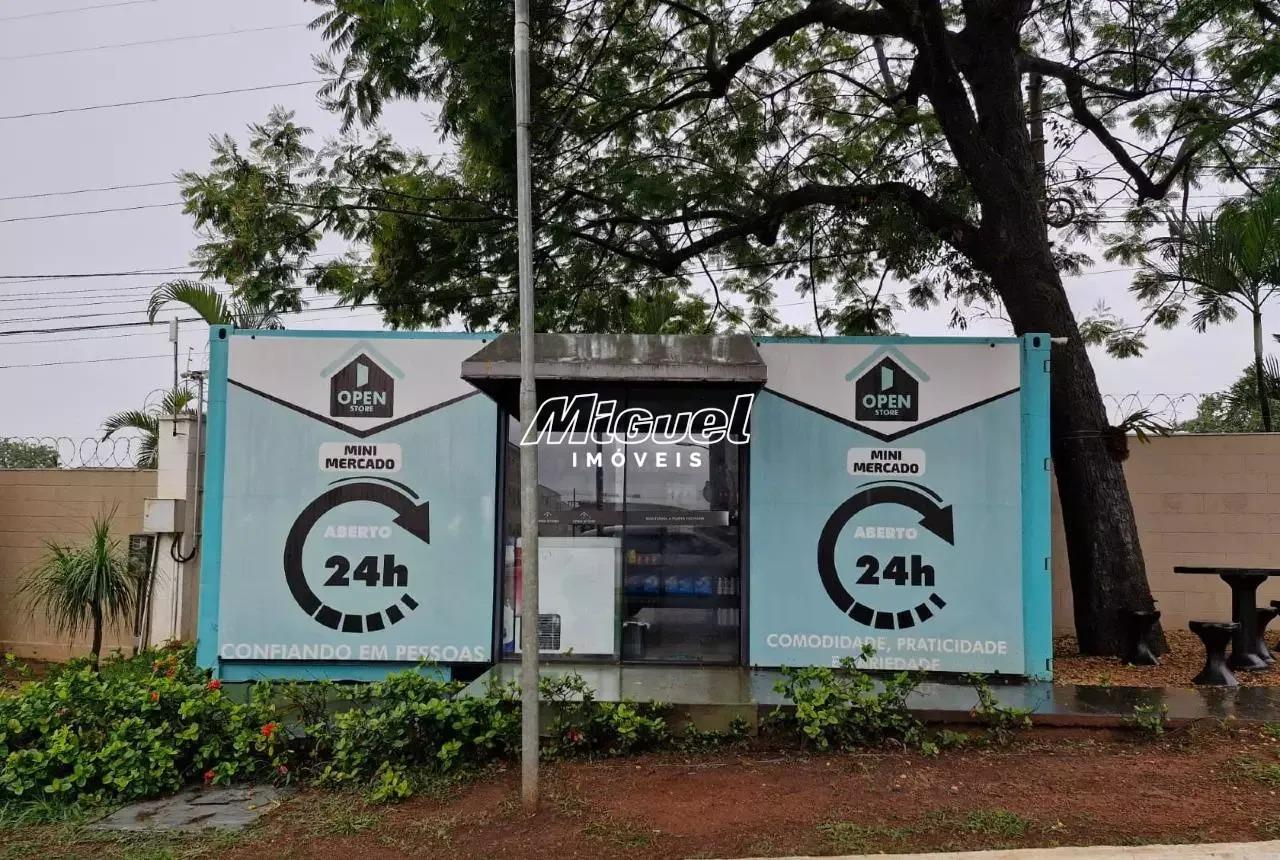 OPEN
STORE
MINI
MERCADO
ABERTO
24h
CONFIANDO EM PESSOAS
Miguel
IMÓVEIS
OPEN
STORE
MINI
MERCADO
ABERTO
24h
COMODIDADE, PRATICIDADE
E VARIEDADE